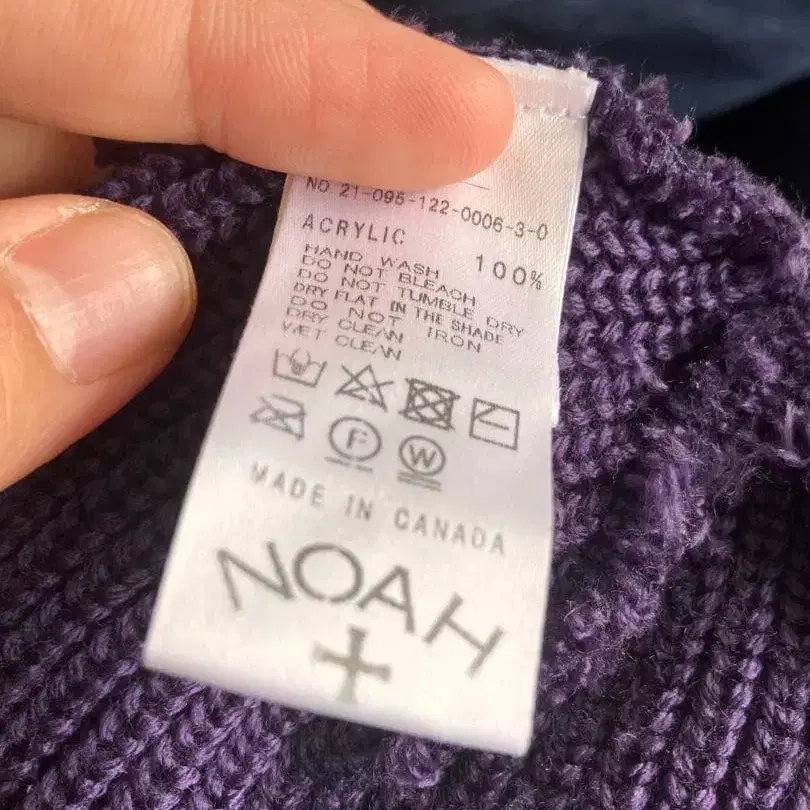 NO 21-095-122-0006-3-0
ACRYLIC 100%
HAND WASH
DO NOT BLEACH
DO NOT TUMBLE DRY
DRY FLAT IN THE SHADE
DO NOT IRON
DRY CLEAN
WET CLEAN
F W
MADE IN CANADA
NOAH